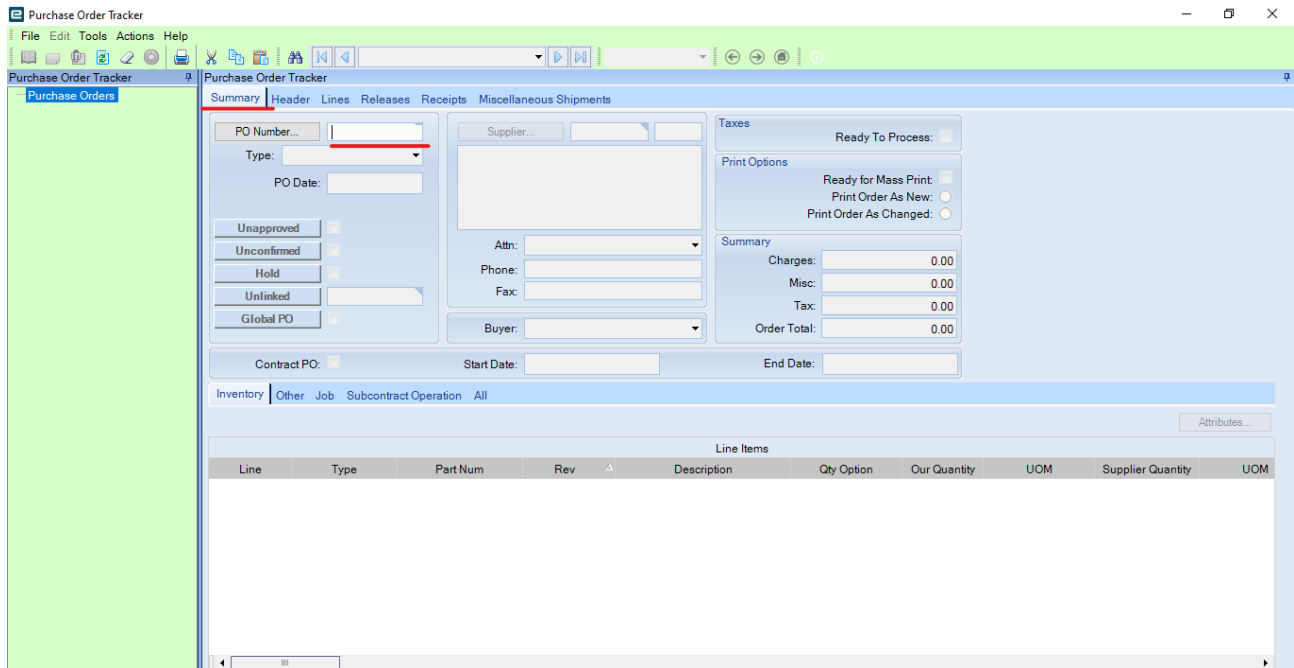 Purchase Order Tracker
File Edit Tools Actions Help
Purchase Order Tracker
Purchase Orders
Purchase Order Tracker
Summary Header Lines Releases Receipts Miscellaneous Shipments
PO Number...
Type:
PO Date:
Unapproved
Unconfirmed
Hold
Unlinked
Global PO
Supplier...
Attn:
Phone:
Fax:
Buyer:
Taxes
Ready To Process:
Print Options
Ready for Mass Print:
Print Order As New:
Print Order As Changed:
Summary
Charges: 0.00
Misc: 0.00
Tax: 0.00
Order Total: 0.00
Contract PO: Start Date: End Date:
Inventory Other Job Subcontract Operation All
Attributes...
Line Items
Line Type Part Num Rev Description Qty Option Our Quantity UOM Supplier Quantity UOM